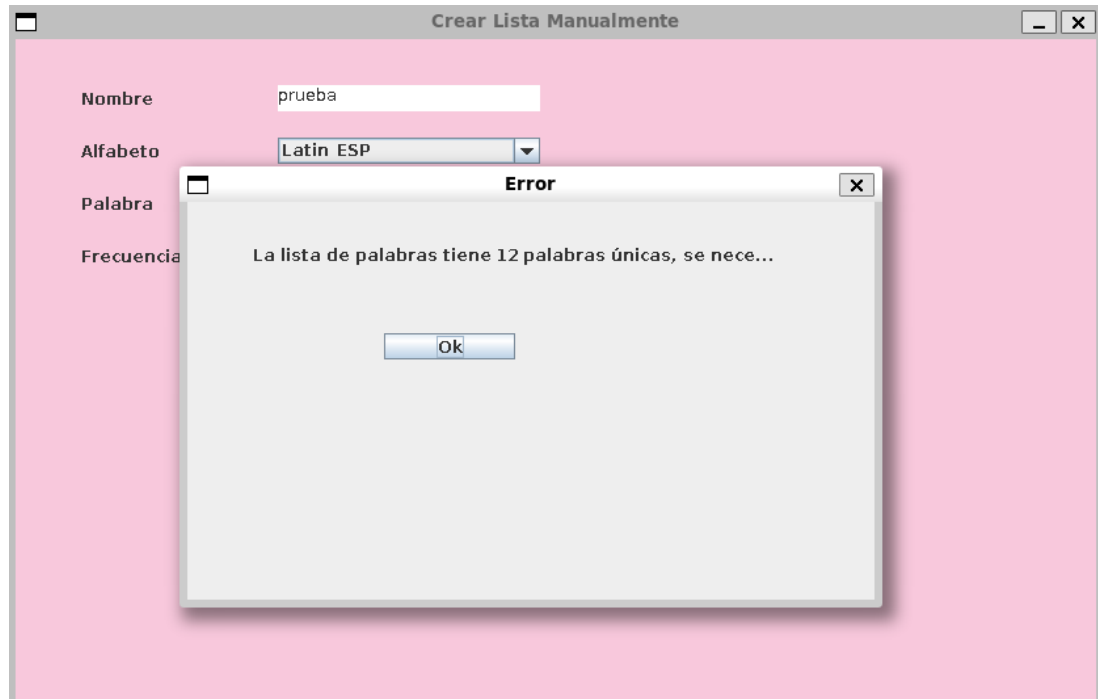 Crear Lista Manualmente
Nombre
prueba
Alfabeto
Latin ESP
Error
Palabra
Frecuencia
La lista de palabras tiene 12 palabras únicas, se nece...
Ok